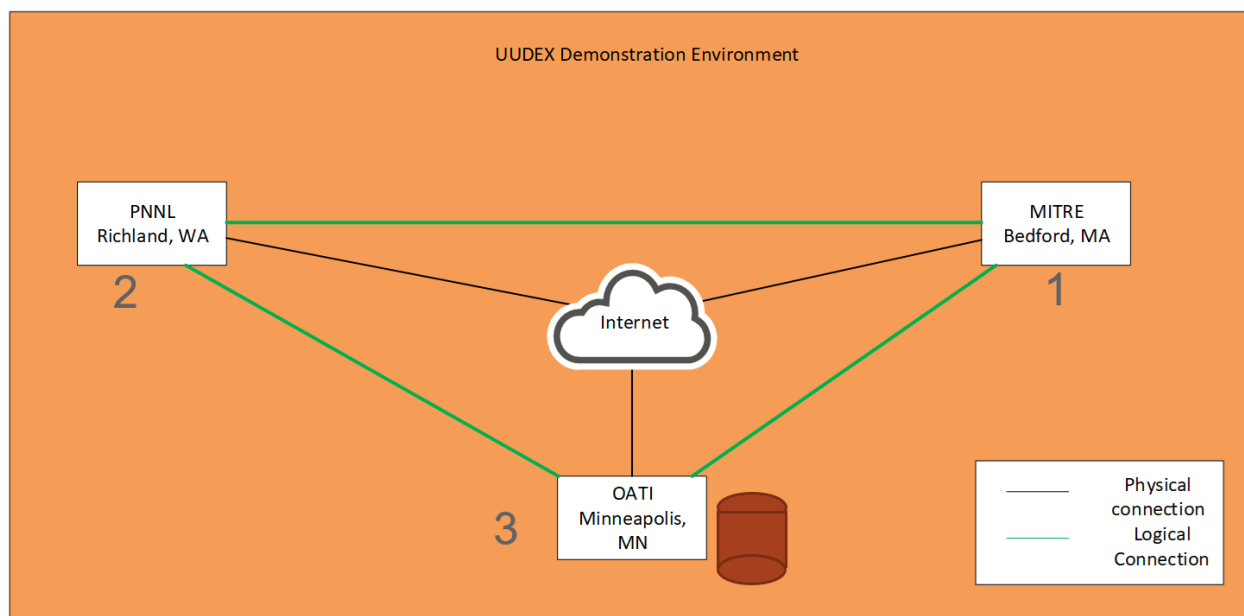 UUDEX Demonstration Environment
PNNL
Richland, WA
2
MITRE
Bedford, MA
1
Internet
OATI
Minneapolis,
MN
3
Physical
connection
Logical
Connection